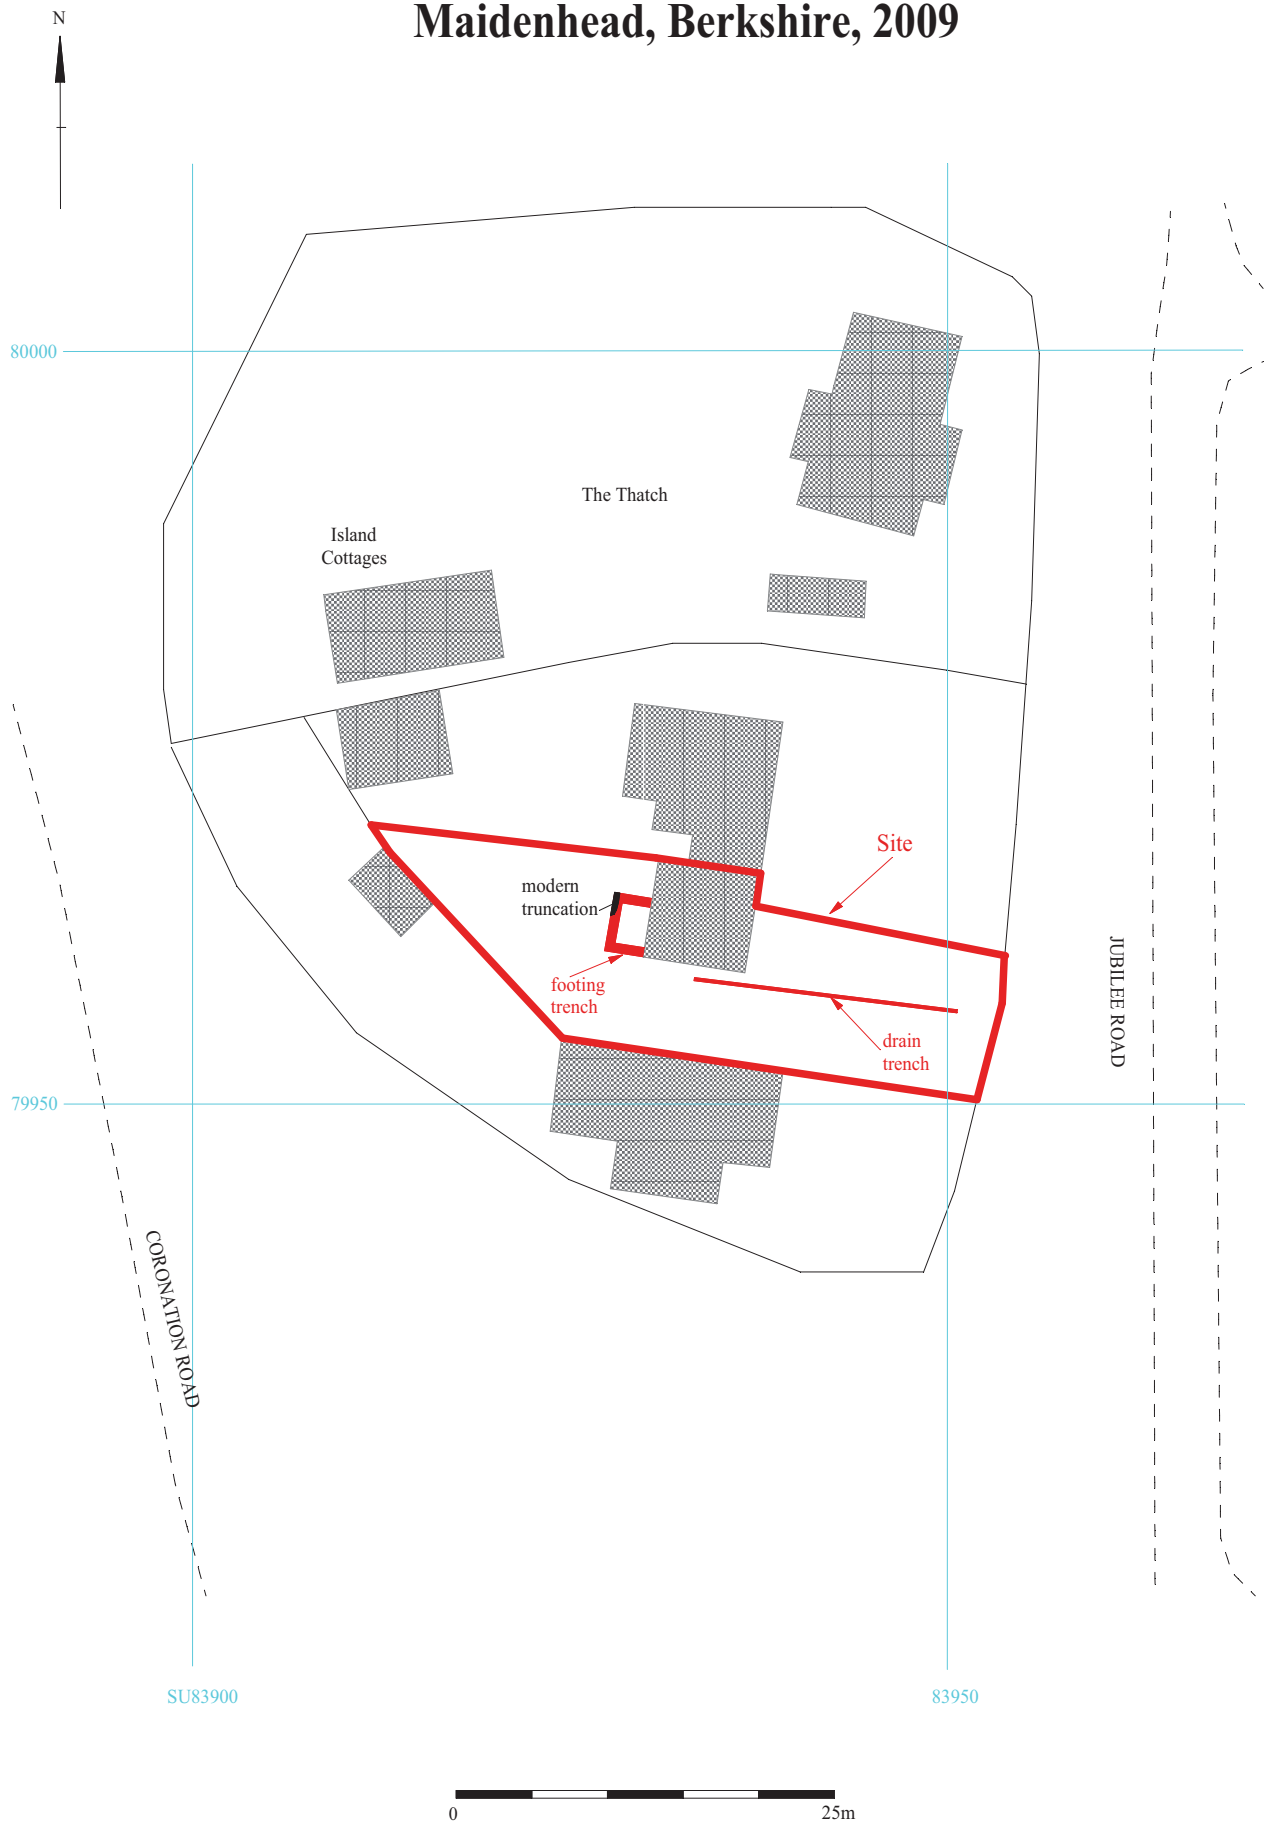 Maidenhead, Berkshire, 2009
N
80000
The Thatch
Island
Cottages
Site
modern
truncation
footing
trench
drain
trench
JUBILEE ROAD
79950
CORONATION ROAD
SU83900
83950
0
25m